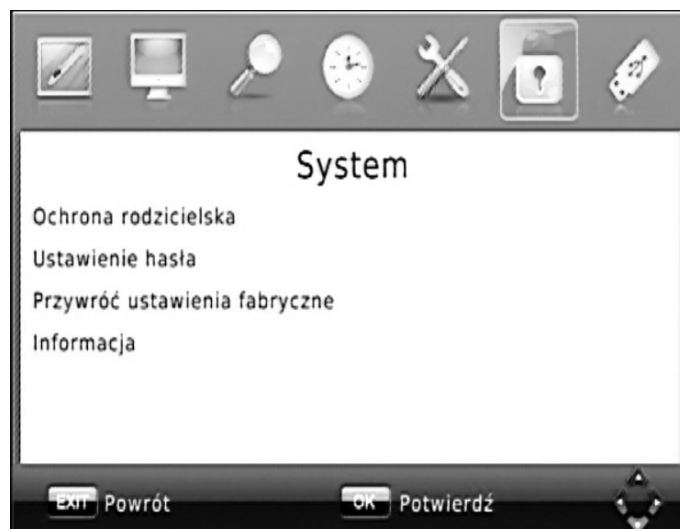 System
Ochrona rodzicielska
Ustawienie hasła
Przywróć ustawienia fabryczne
Informacja
EXIT Powrót OK Potwierdź